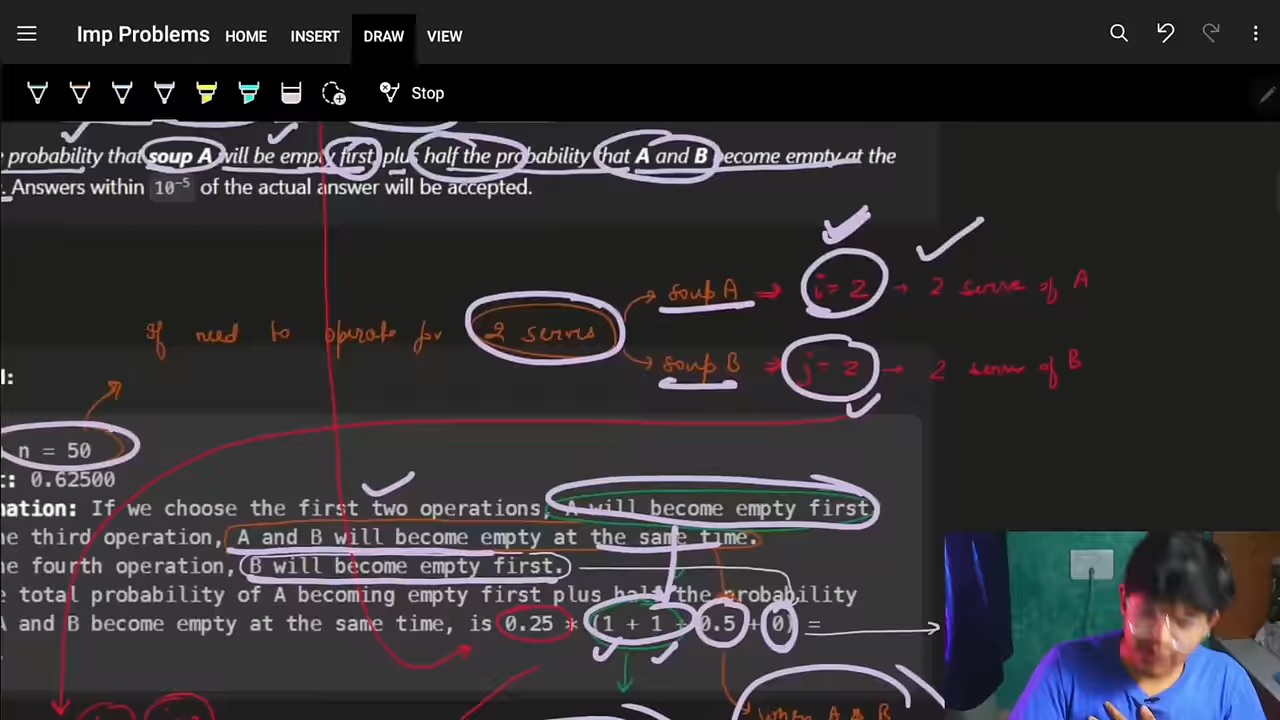 Imp Problems HOME INSERT DRAW VIEW
Stop
probability that soup A will be empty first, plus half the probability that A and B become empty at the
. Answers within 10^-5 of the actual answer will be accepted.
soup A ⇒ i = 2 → 2 serve of A
If need to operate for 2 serves
soup B ⇒ j = 2 → 2 serve of B
:
n = 50
t: 0.62500
nation: If we choose the first two operations, A will become empty first.
he third operation, A and B will become empty at the same time.
he fourth operation, B will become empty first.
e total probability of A becoming empty first plus half the probability
A and B become empty at the same time, is 0.25 * (1 + 1 + 0.5 + 0) =
when A & B